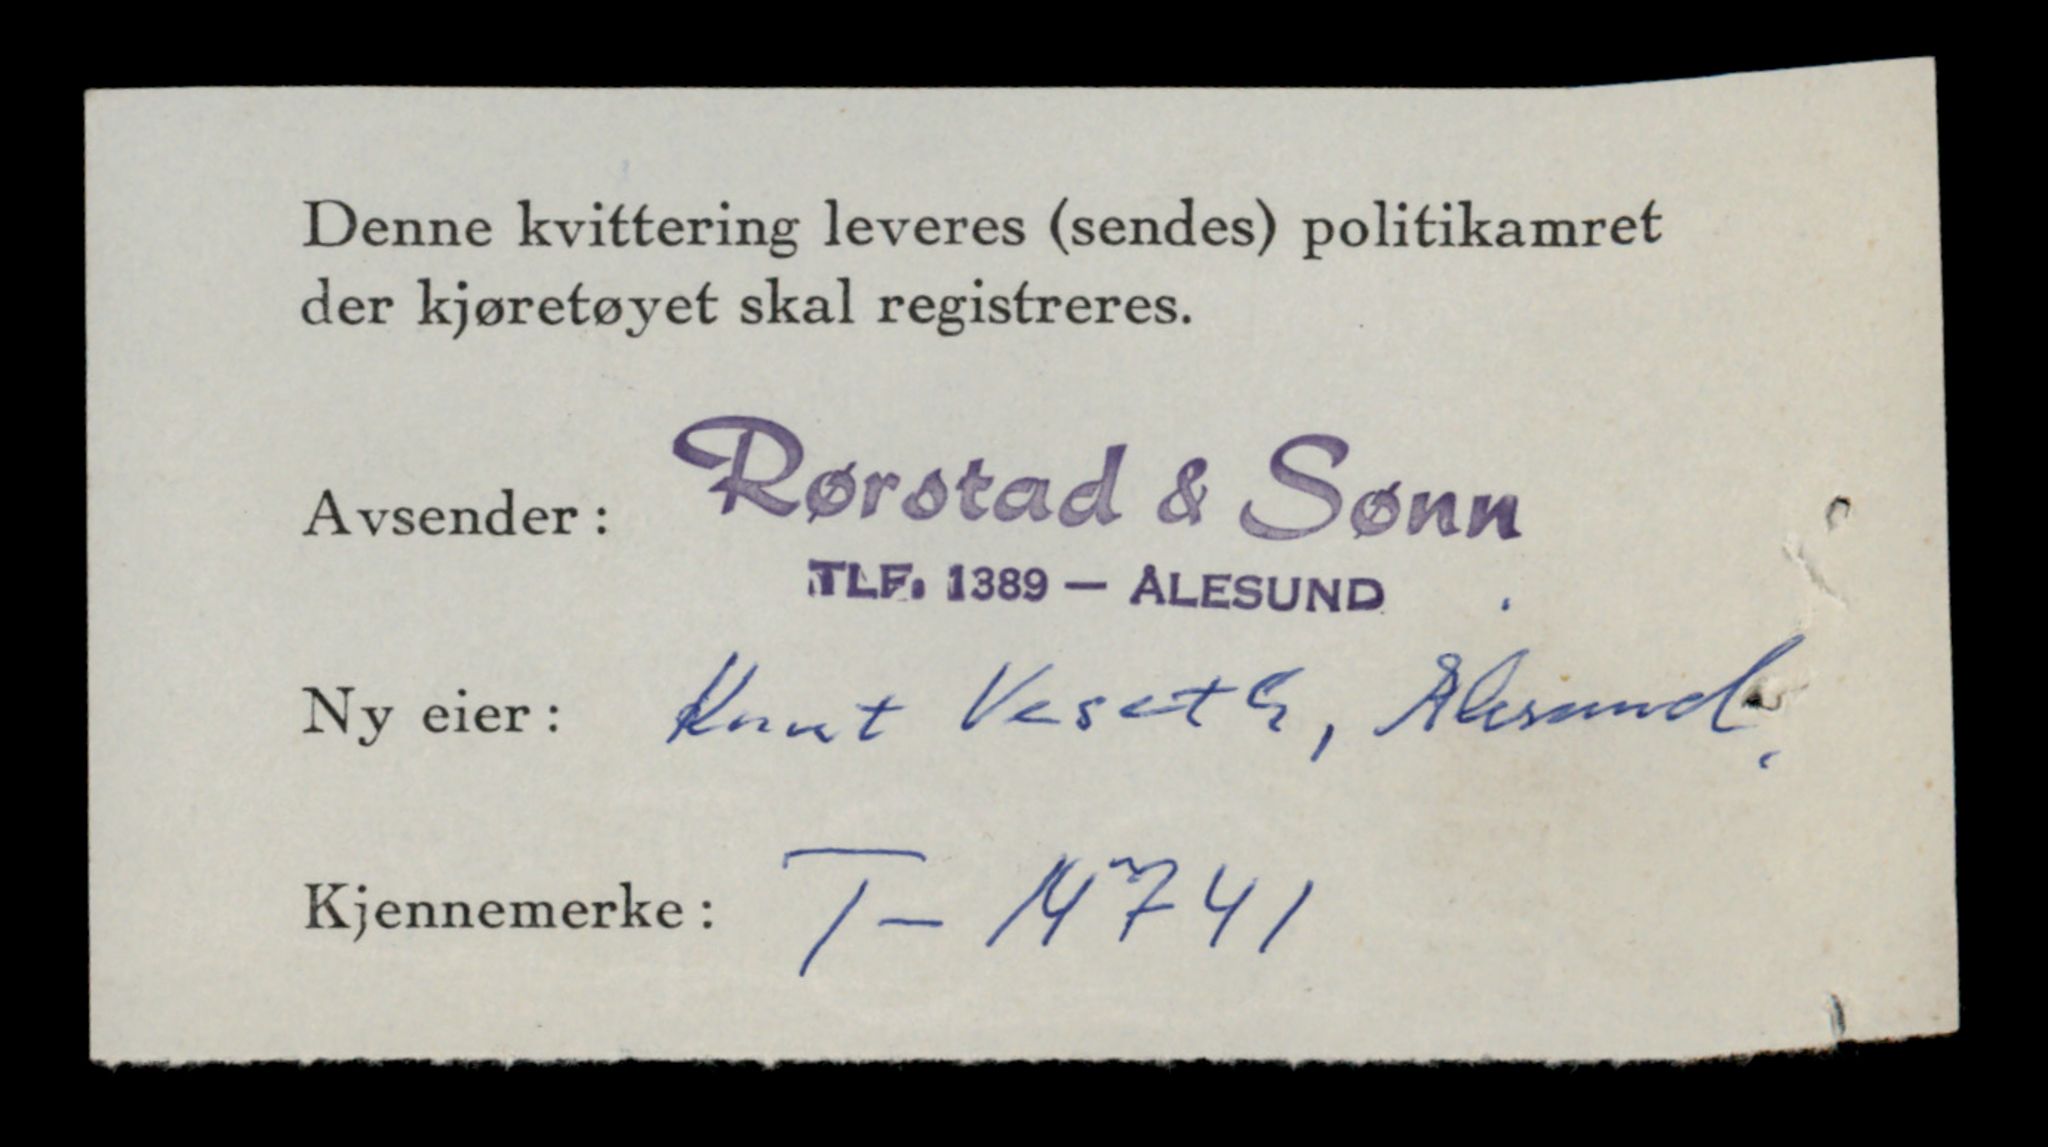 Denne kvittering leveres (sendes) politikamret
der kjøretøyet skal registreres.
Avsender: Rørstad & Sønn
TLF. 1389 — ÅLESUND
Ny eier: Knut Veseth, Ålesund.
Kjennemerke: T-14741